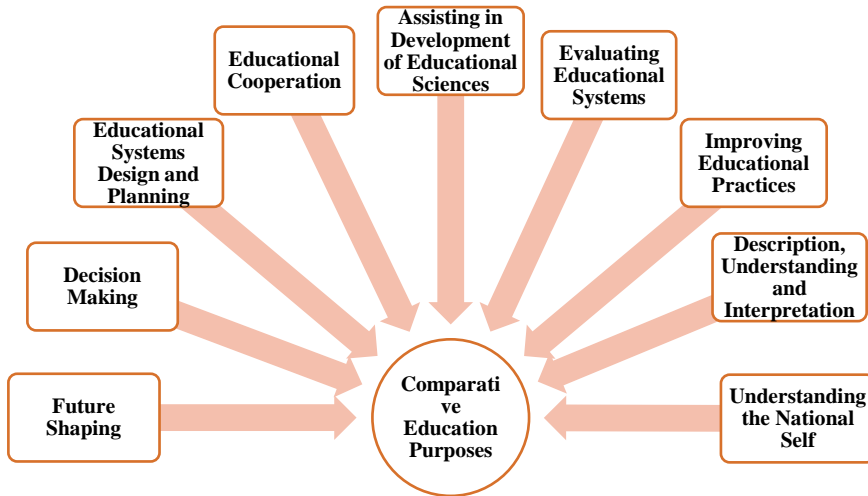 Assisting in
Development
of Educational
Sciences
Educational
Cooperation
Evaluating
Educational
Systems
Educational
Systems
Design and
Planning
Improving
Educational
Practices
Decision
Making
Description,
Understanding
and
Interpretation
Future
Shaping
Comparati
ve
Education
Purposes
Understanding
the National
Self